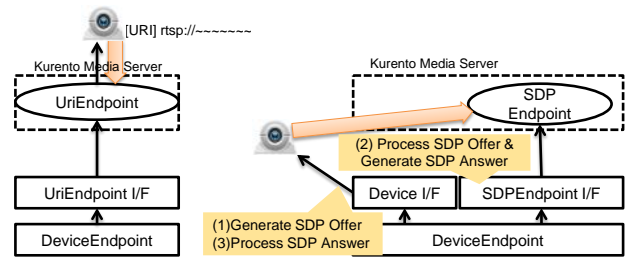 [URI] rtsp://~~~~~~~
Kurento Media Server
UriEndpoint
UriEndpoint I/F
DeviceEndpoint
Kurento Media Server
SDP
Endpoint
(2) Process SDP Offer &
Generate SDP Answer
Device I/F
SDPEndpoint I/F
(1)Generate SDP Offer
(3)Process SDP Answer
DeviceEndpoint